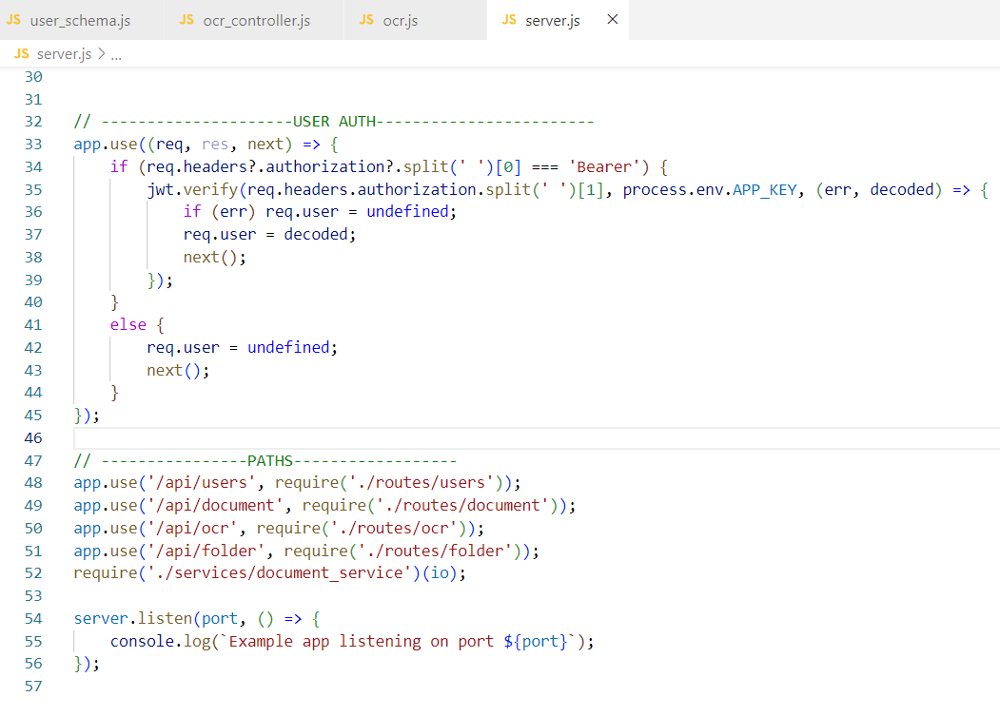 JS user_schema.js JS ocr_controller.js JS ocr.js JS server.js ×
JS server.js > ...
30
31
32 // ---------------------USER AUTH------------------------
33 app.use((req, res, next) => {
34     if (req.headers?.authorization?.split(' ')[0] === 'Bearer') {
35         jwt.verify(req.headers.authorization.split(' ')[1], process.env.APP_KEY, (err, decoded) => {
36             if (err) req.user = undefined;
37             req.user = decoded;
38             next();
39         });
40     }
41     else {
42         req.user = undefined;
43         next();
44     }
45 });
46
47 // ----------------PATHS------------------
48 app.use('/api/users', require('./routes/users'));
49 app.use('/api/document', require('./routes/document'));
50 app.use('/api/ocr', require('./routes/ocr'));
51 app.use('/api/folder', require('./routes/folder'));
52 require('./services/document_service')(io);
53
54 server.listen(port, () => {
55     console.log(`Example app listening on port ${port}`);
56 });
57